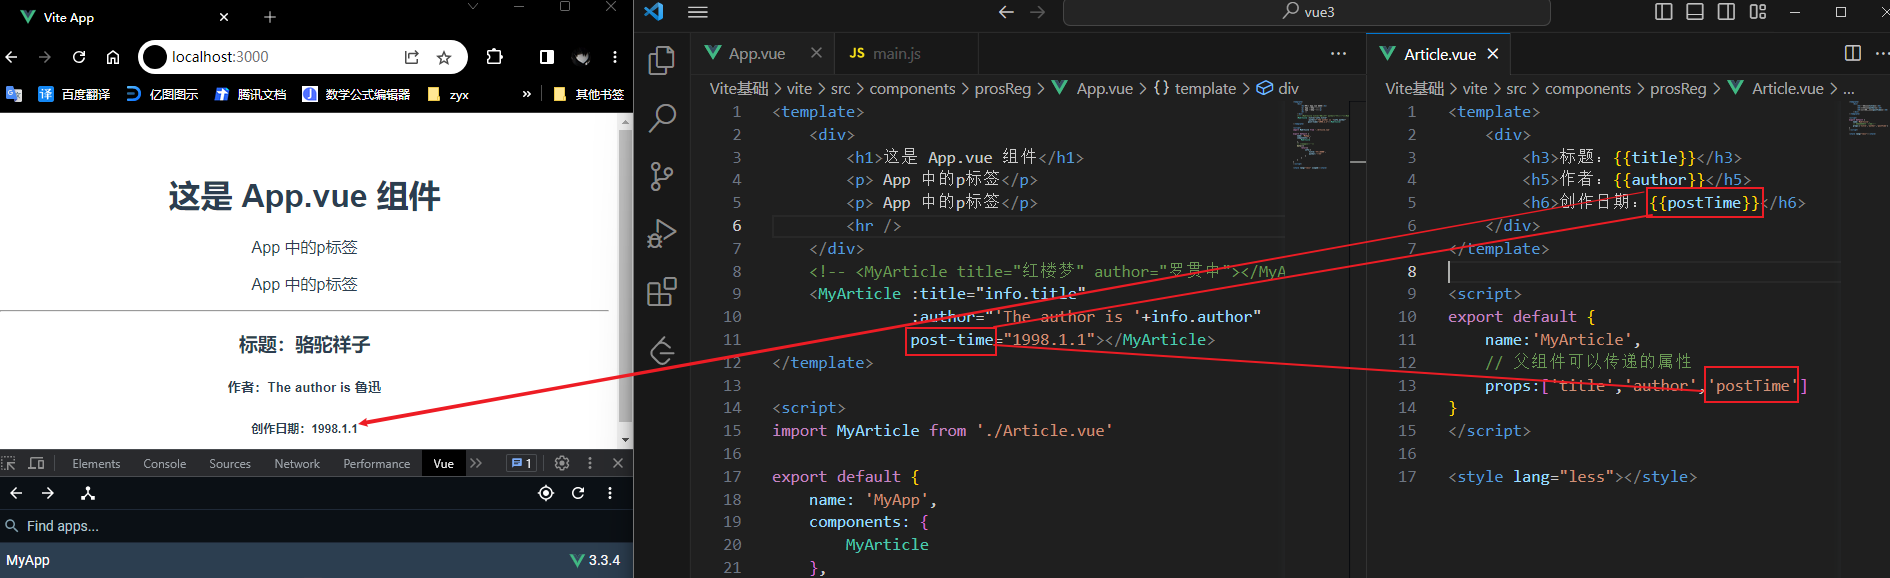 Vite App
localhost:3000
百度翻译 亿图图示 腾讯文档 数学公式编辑器 zyx » 其他书签
这是 App.vue 组件
App 中的p标签
App 中的p标签
标题：骆驼祥子
作者：The author is 鲁迅
创作日期：1998.1.1
Elements Console Sources Network Performance Vue 1
Find apps...
MyApp 3.3.4
vue3
App.vue JS main.js
Vite基础 > vite > src > components > prosReg > App.vue > {} template > div
1 <template>
2 <div>
3 <h1>这是 App.vue 组件</h1>
4 <p> App 中的p标签</p>
5 <p> App 中的p标签</p>
6 <hr />
7 </div>
8 <!-- <MyArticle title="红楼梦" author="罗贯中"></MyA
9 <MyArticle :title="info.title"
10 :author="'The author is '+info.author"
11 post-time="1998.1.1"></MyArticle>
12 </template>
13
14 <script>
15 import MyArticle from './Article.vue'
16
17 export default {
18 name: 'MyApp',
19 components: {
20 MyArticle
21 },
Article.vue
Vite基础 > vite > src > components > prosReg > Article.vue > ...
1 <template>
2 <div>
3 <h3>标题：{{title}}</h3>
4 <h5>作者：{{author}}</h5>
5 <h6>创作日期：{{postTime}}</h6>
6 </div>
7 </template>
8
9 <script>
10 export default {
11 name:'MyArticle',
12 // 父组件可以传递的属性
13 props:['title','author','postTime']
14 }
15 </script>
16
17 <style lang="less"></style>